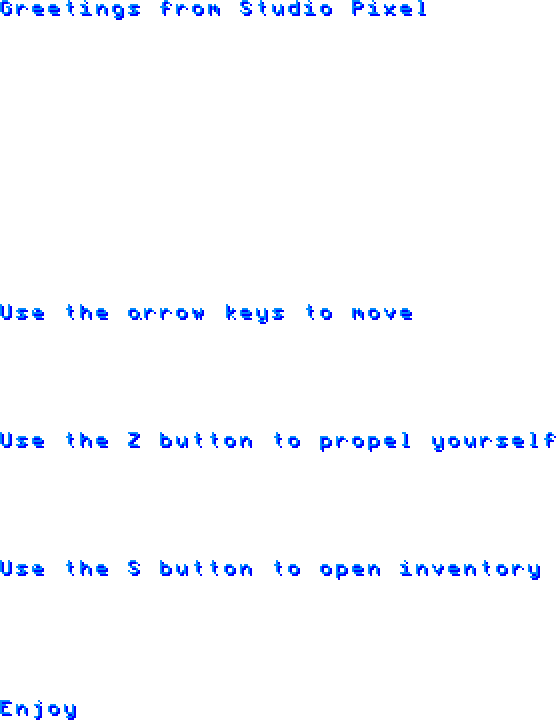 Greetings from Studio Pixel
Use the arrow keys to move
Use the Z button to propel yourself
Use the S button to open inventory
Enjoy